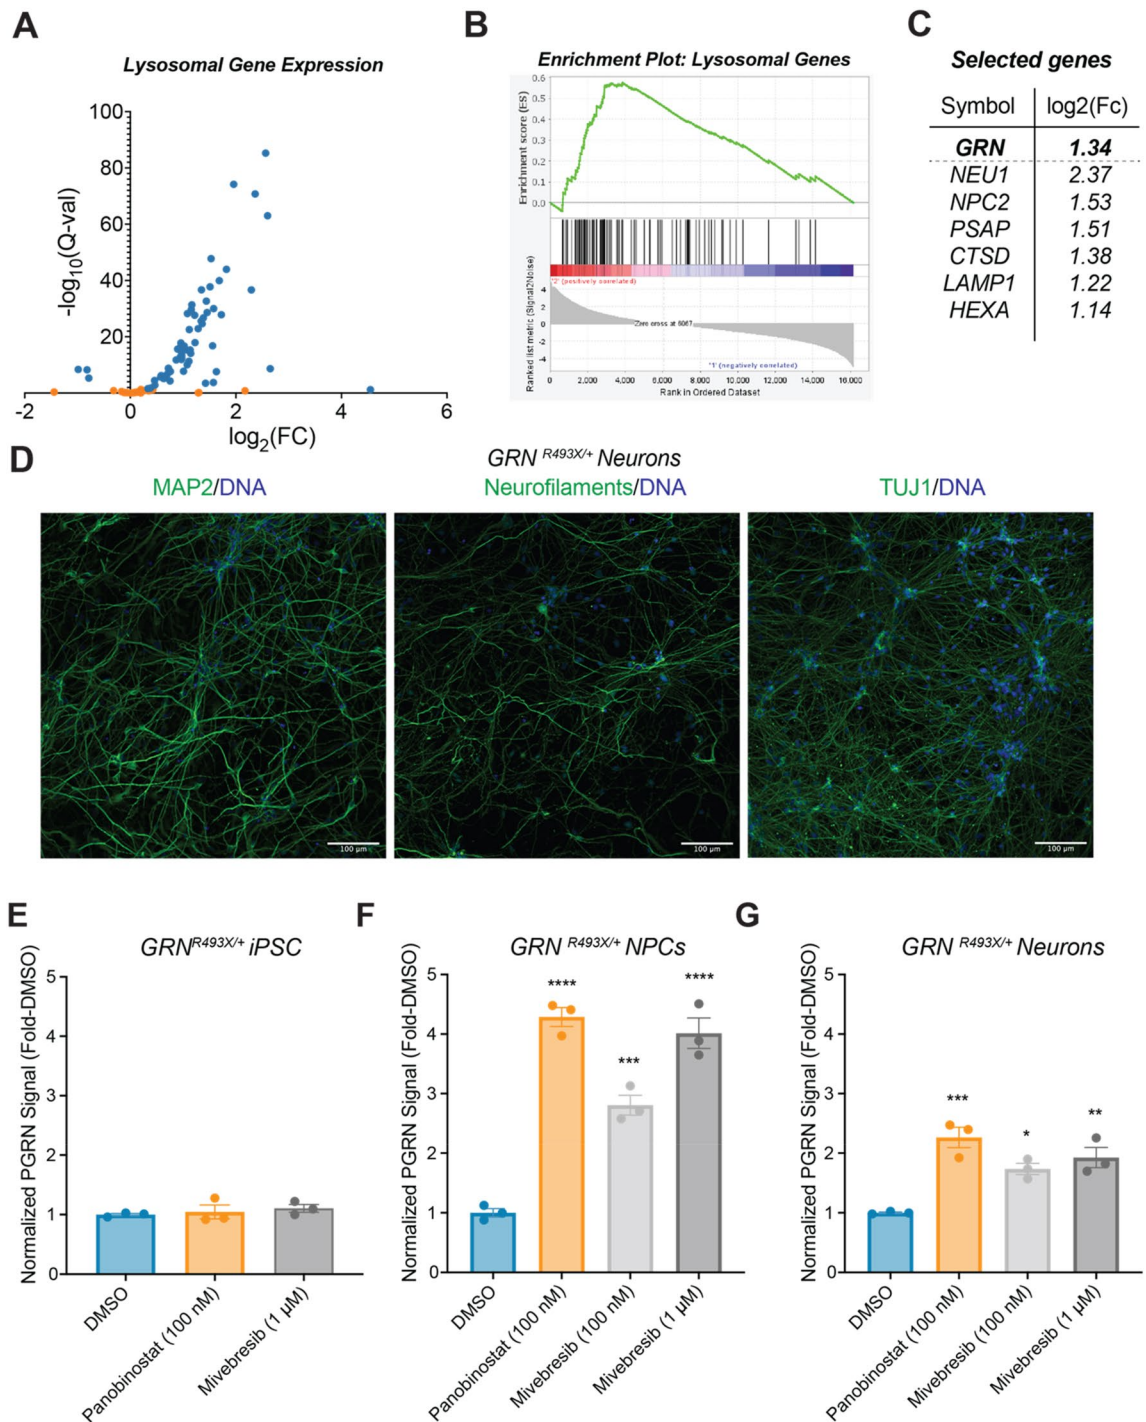 A
Lysosomal Gene Expression
100
80
60
40
20
-log10(Q-val)
-2
0
2
4
6
log2(FC)
B
Enrichment Plot: Lysosomal Genes
Enrichment score (ES)
0.6
0.5
0.4
0.3
0.2
0.1
0.0
'2' (positively correlated)
Ranked list metric (Signal2Noise)
4
2
0
-2
-4
Zero cross at 6067
'1' (negatively correlated)
0
2,000
4,000
6,000
8,000
10,000
12,000
14,000
16,000
Rank in Ordered Dataset
C
Selected genes
Symbol log2(Fc)
GRN 1.34
NEU1 2.37
NPC2 1.53
PSAP 1.51
CTSD 1.38
LAMP1 1.22
HEXA 1.14
D
GRN R493X/+ Neurons
MAP2/DNA
Neurofilaments/DNA
TUJ1/DNA
100 µm
100 µm
100 µm
E
GRNR493X/+ iPSC
Normalized PGRN Signal (Fold-DMSO)
5
4
3
2
1
0
DMSO
Panobinostat (100 nM)
Mivebresib (1 µM)
F
GRN R493X/+ NPCs
Normalized PGRN Signal (Fold-DMSO)
5
4
3
2
1
0
****
***
****
DMSO
Panobinostat (100 nM)
Mivebresib (100 nM)
Mivebresib (1 µM)
G
GRN R493X/+ Neurons
Normalized PGRN Signal (Fold-DMSO)
5
4
3
2
1
0
***
*
**
DMSO
Panobinostat (100 nM)
Mivebresib (100 nM)
Mivebresib (1 µM)